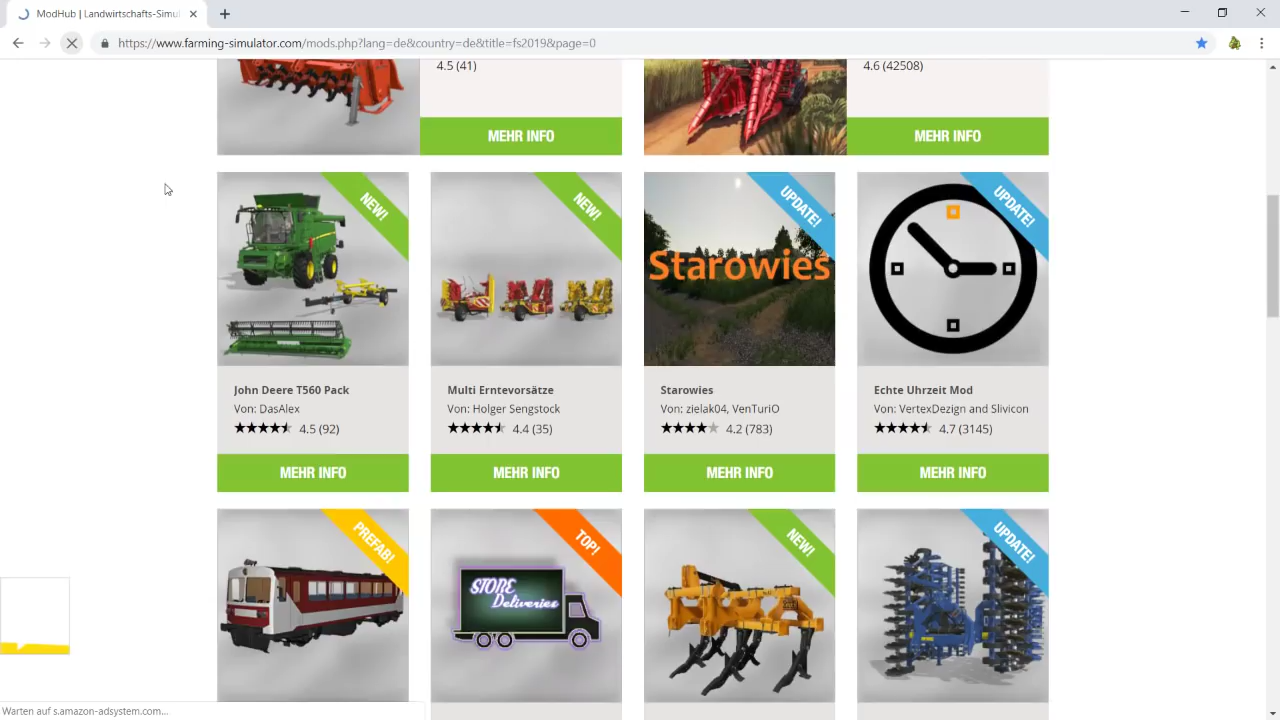 ModHub | Landwirtschafts-Simul
https://www.farming-simulator.com/mods.php?lang=de&country=de&title=fs2019&page=0
4.5 (41)
4.6 (42508)
MEHR INFO
MEHR INFO
NEW!
NEW!
UPDATE!
UPDATE!
Starowies
John Deere T560 Pack
Von: DasAlex
4.5 (92)
Multi Erntevorsätze
Von: Holger Sengstock
4.4 (35)
Starowies
Von: zielak04, VenTuriO
4.2 (783)
Echte Uhrzeit Mod
Von: VertexDezign and Slivicon
4.7 (3145)
MEHR INFO
MEHR INFO
MEHR INFO
MEHR INFO
PREFAB!
TOP!
NEW!
UPDATE!
STORE
Deliveries
Warten auf s.amazon-adsystem.com...